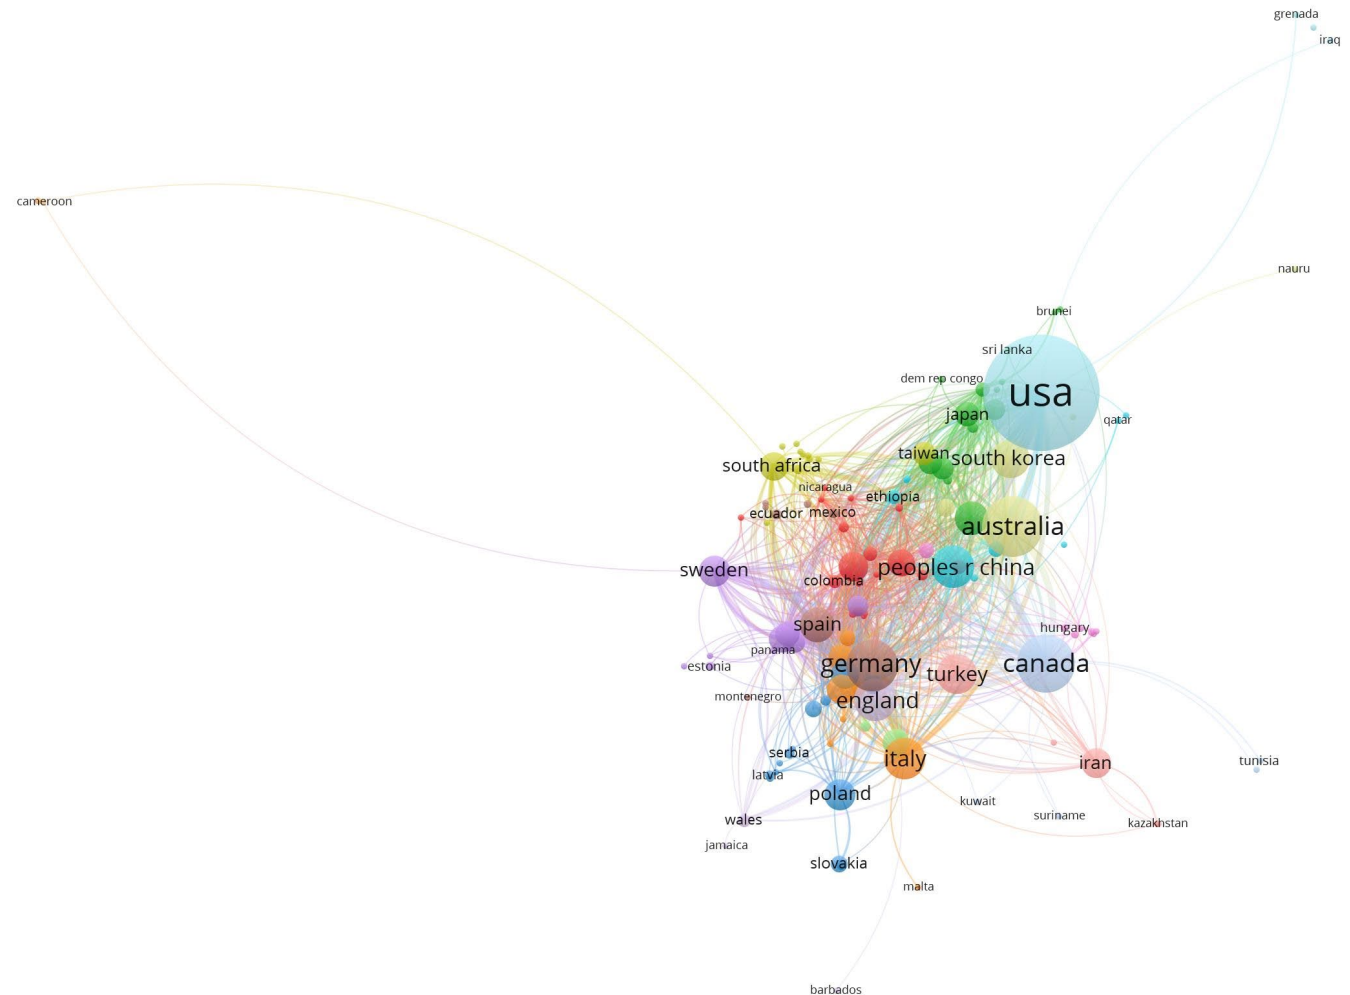 grenada
iraq
cameroon
nauru
brunei
sri lanka
dem rep congo
usa
japan
qatar
taiwan
south korea
south africa
nicaragua
ethiopia
ecuador
mexico
australia
sweden
peoples r china
colombia
spain
hungary
panama
estonia
germany
canada
turkey
montenegro
england
serbia
italy
iran
tunisia
latvia
poland
kuwait
wales
suriname
kazakhstan
jamaica
slovakia
malta
barbados